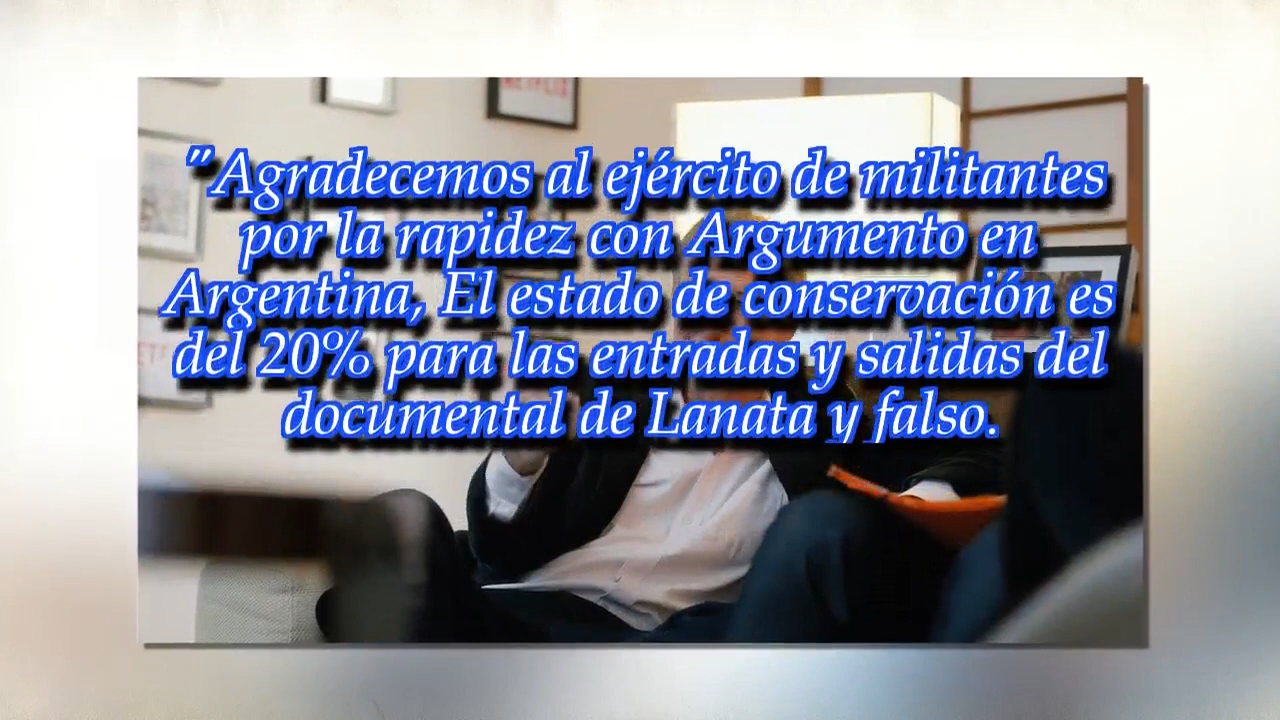 NETFLIX
"Agradecemos al ejército de militantes
por la rapidez con Argumento en
Argentina, El estado de conservación es
del 20% para las entradas y salidas del
documental de Lanata y falso.